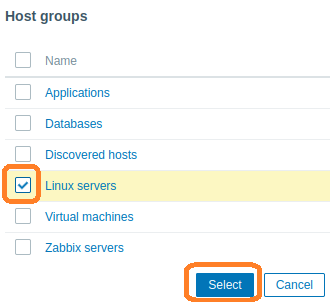 Host groups
Name
Applications
Databases
Discovered hosts
Linux servers
Virtual machines
Zabbix servers
Select Cancel